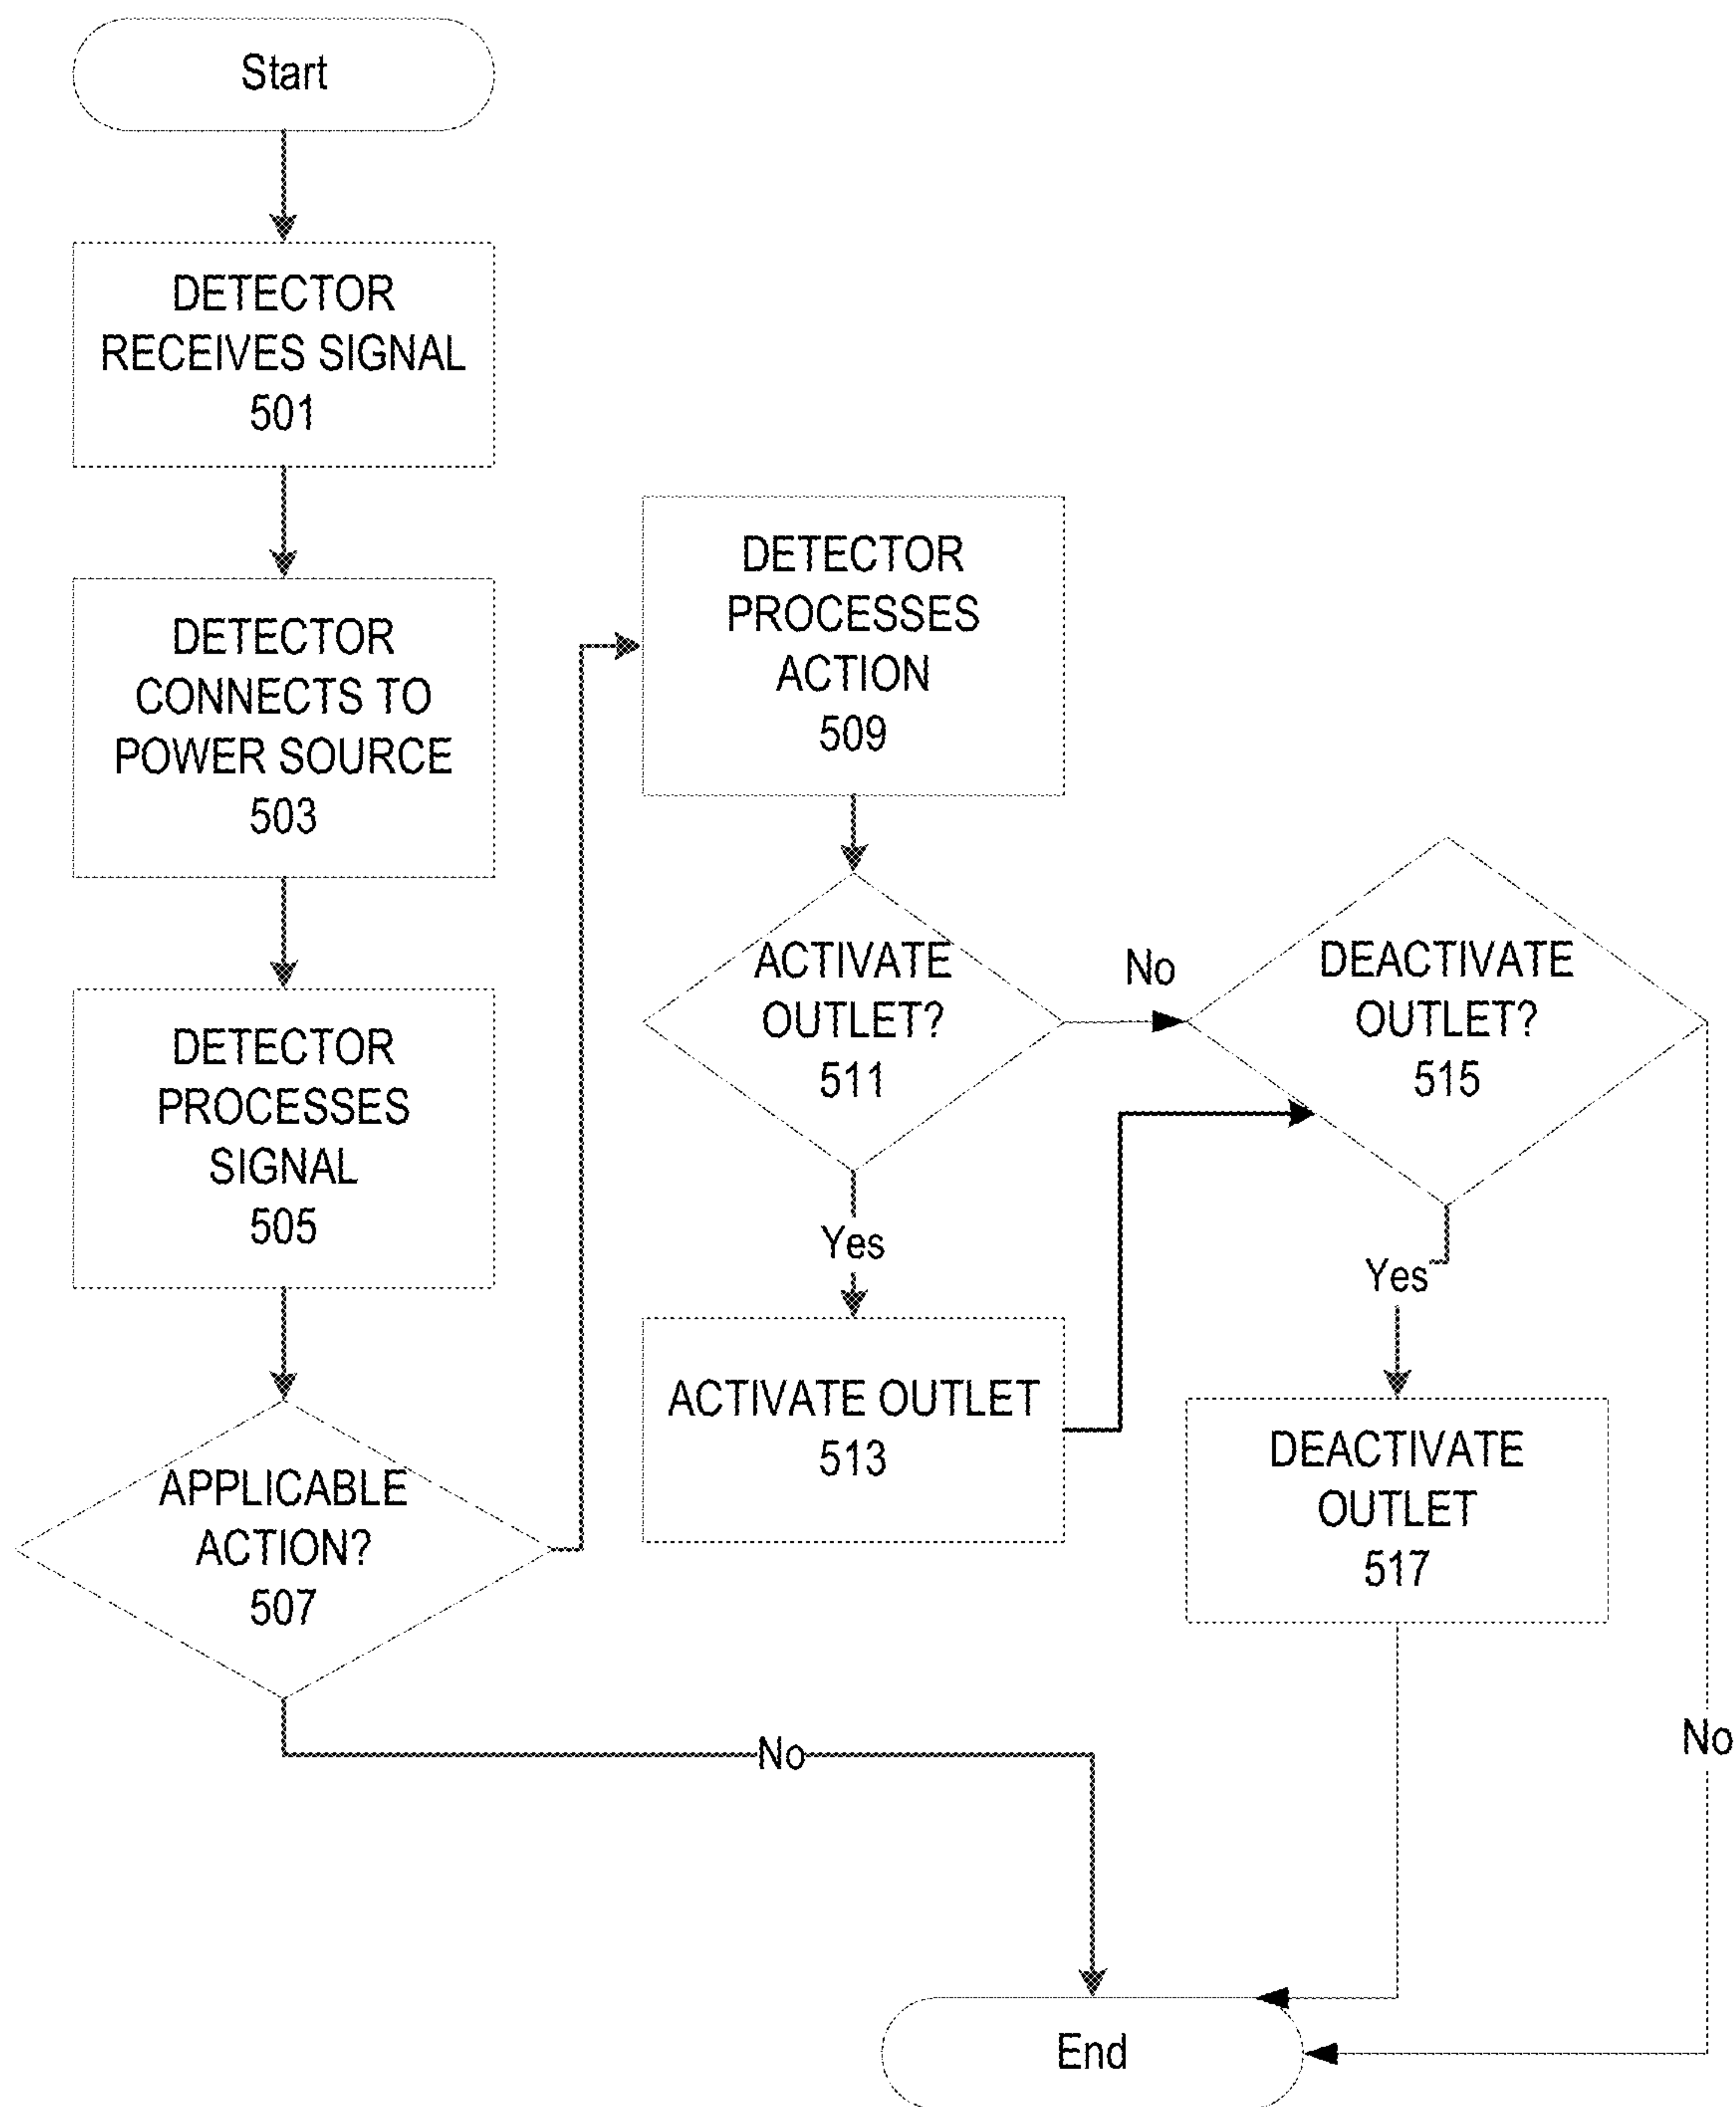 Start
DETECTOR
RECEIVES SIGNAL
501
DETECTOR
CONNECTS TO
POWER SOURCE
503
DETECTOR
PROCESSES
SIGNAL
505
APPLICABLE
ACTION?
507
No
DETECTOR
PROCESSES
ACTION
509
ACTIVATE
OUTLET?
511
No
Yes
ACTIVATE OUTLET
513
DEACTIVATE
OUTLET?
515
Yes
DEACTIVATE
OUTLET
517
No
End